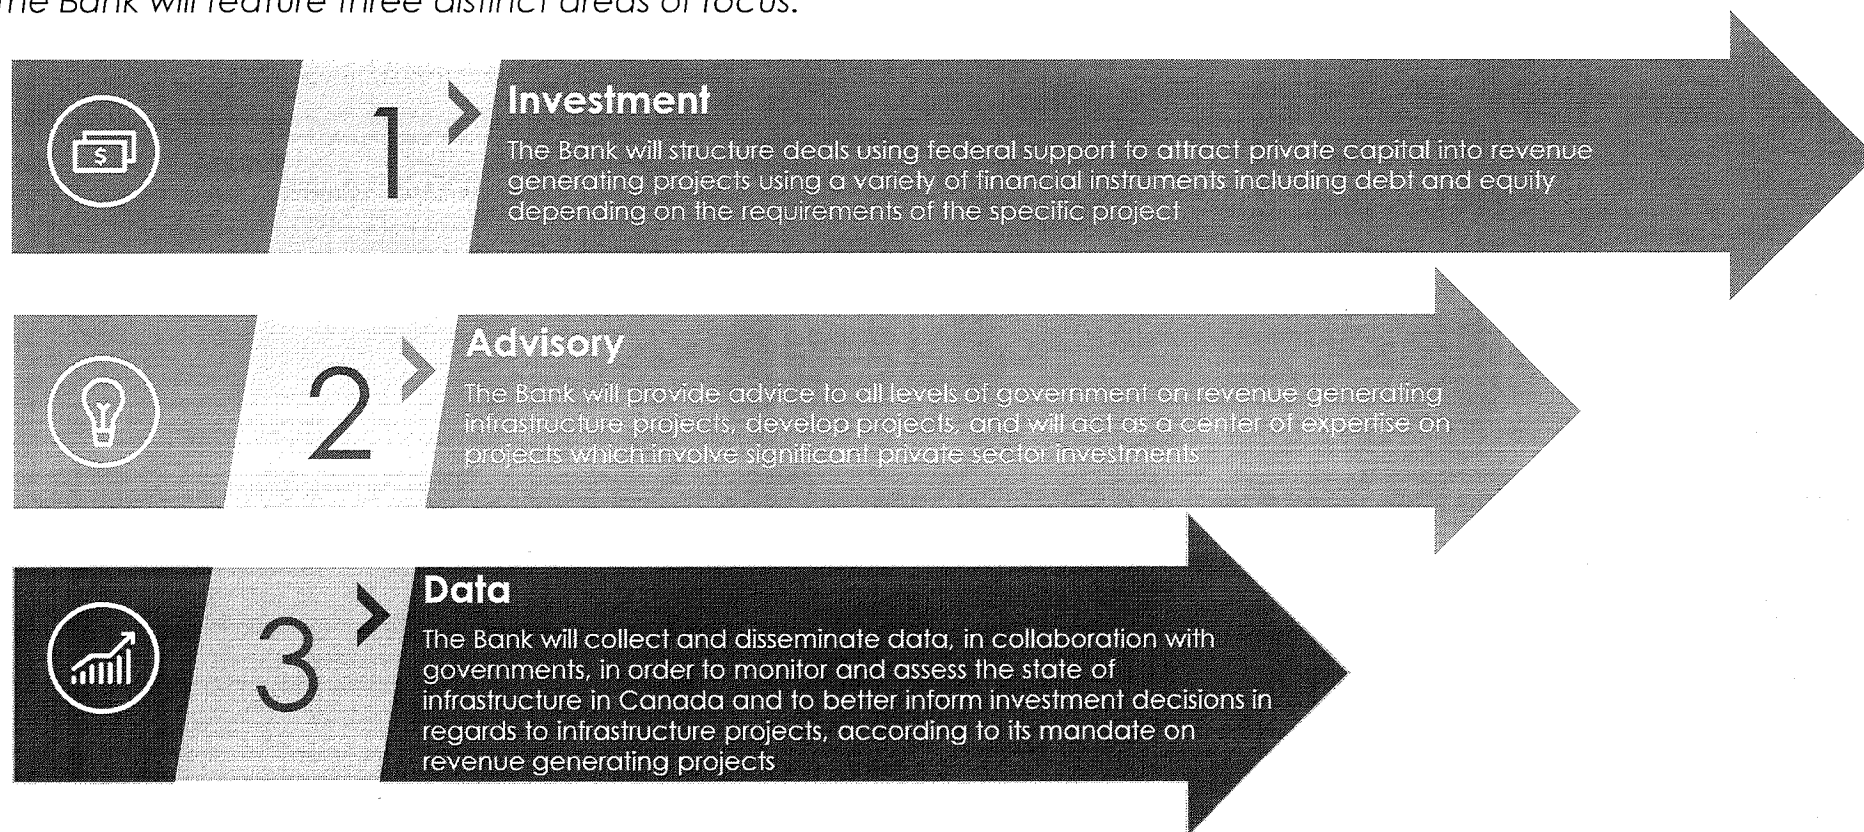 The Bank will feature three distinct areas of focus:
1
Investment
The Bank will structure deals using federal support to attract private capital into revenue
generating projects using a variety of financial instruments including debt and equity
depending on the requirements of the specific project
2
Advisory
The Bank will provide advice to all levels of government on revenue generating
infrastructure projects, develop projects, and will act as a center of expertise on
projects which involve significant private sector investments
3
Data
The Bank will collect and disseminate data, in collaboration with
governments, in order to monitor and assess the state of
infrastructure in Canada and to better inform investment decisions in
regards to infrastructure projects, according to its mandate on
revenue generating projects
$